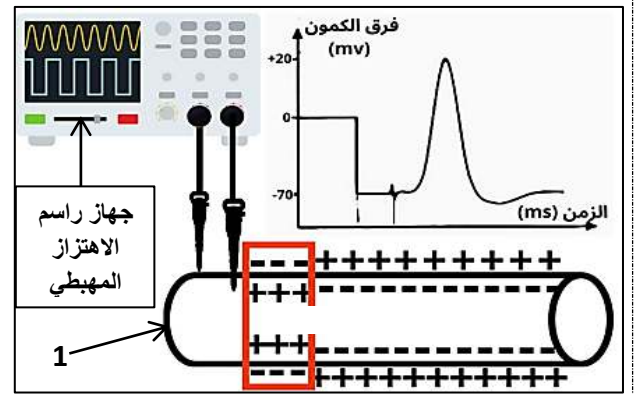 فرق الكمون
(mv)
+20
0
-70
الزمن (ms)
جهاز راسم
الاهتزاز
المهبطي
1
- - - + + + + + + + + +
+++ - - - - - - - - - - - -
+++ - - - - - - - - - - - -
- - - + + + + + + + + + + +